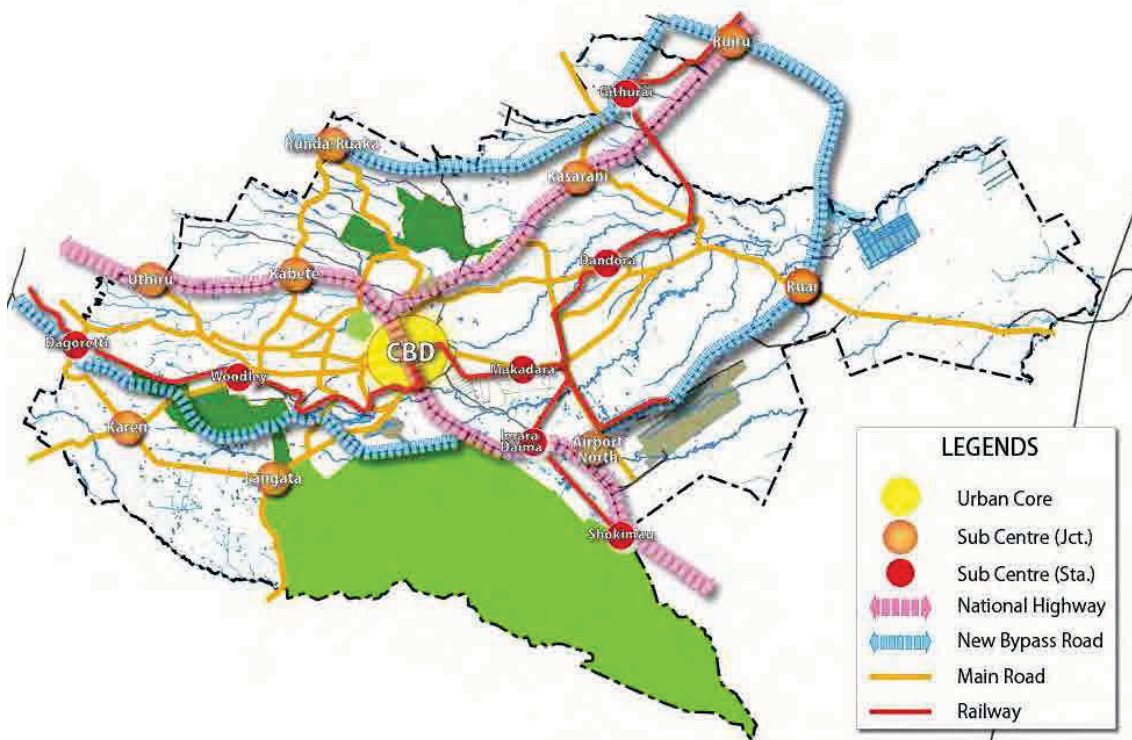 Ruiru
Githurai
Runda-Ruaka
Kasarani
Dandora
Uthiru
Kabete
Ruai
CBD
Dagoretti
Woodley
Makadara
Karen
Imara
Daima
Airport
North
Langata
Shokimau
LEGENDS
Urban Core
Sub Centre (Jct.)
Sub Centre (Sta.)
National Highway
New Bypass Road
Main Road
Railway